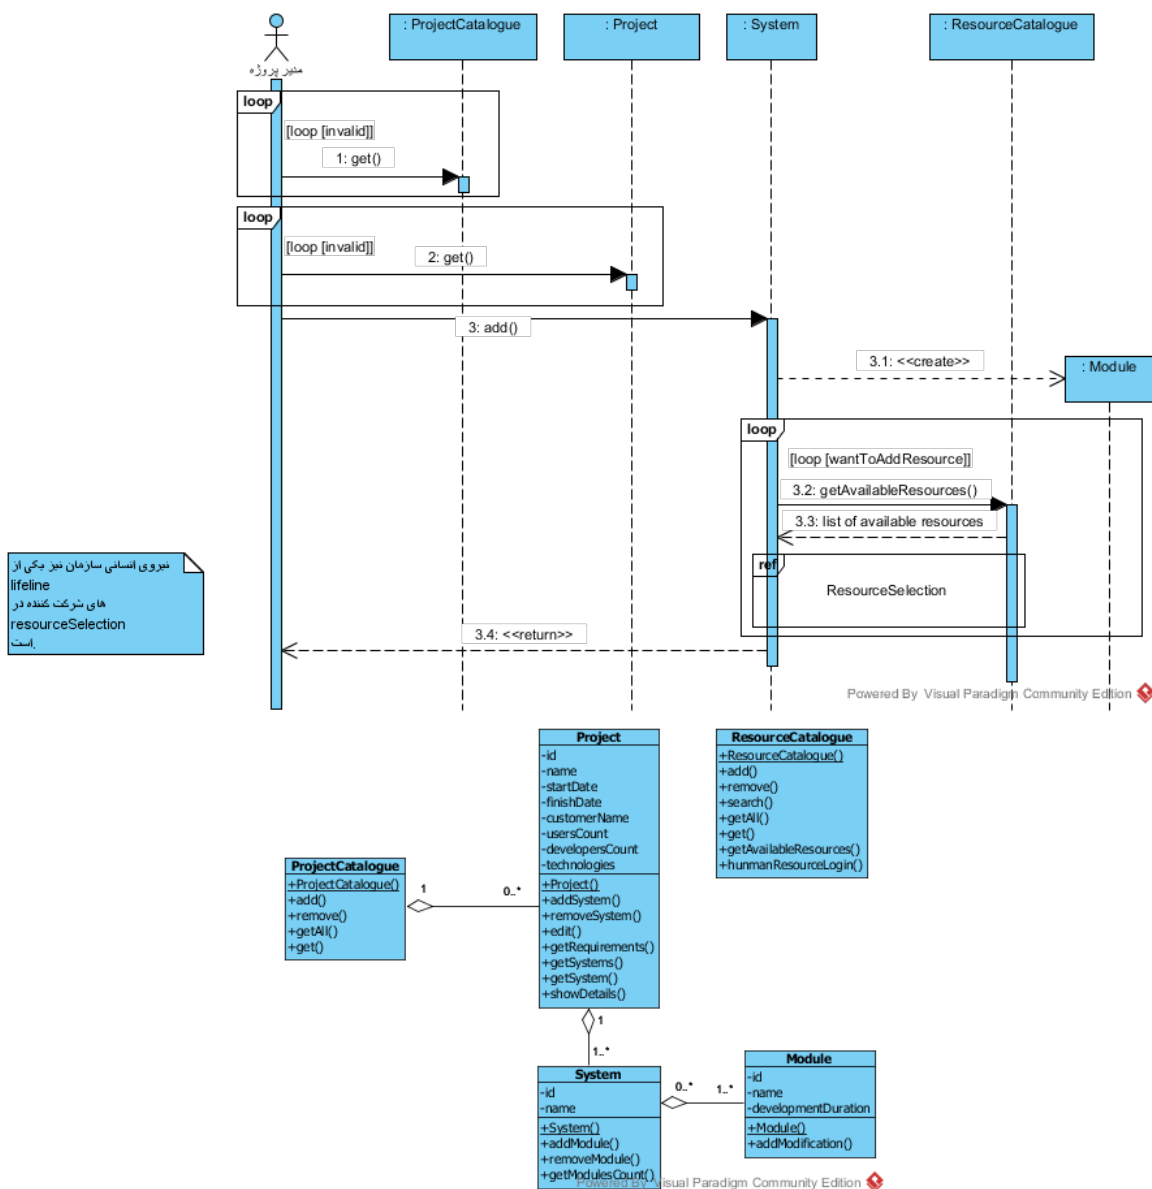 : ProjectCatalogue
: Project
: System
: ResourceCatalogue
مدیر پروژه
loop
[loop [invalid]]
1: get()
loop
[loop [invalid]]
2: get()
3: add()
3.1: <<create>>
: Module
loop
[loop [wantToAddResource]]
3.2: getAvailableResources()
3.3: list of available resources
ref
ResourceSelection
3.4: <<return>>
نیروی انسانی سازمان نیز یکی از
lifeline
های شرکت کننده در
resourceSelection
است.
Powered By Visual Paradigm Community Edition
Project
-id
-name
-startDate
-finishDate
-customerName
-usersCount
-developersCount
-technologies
+Project()
+addSystem()
+removeSystem()
+edit()
+getRequirements()
+getSystems()
+getSystem()
+showDetails()
ResourceCatalogue
+ResourceCatalogue()
+add()
+remove()
+search()
+getAll()
+get()
+getAvailableResources()
+hunmanResourceLogin()
ProjectCatalogue
+ProjectCatalogue()
+add()
+remove()
+getAll()
+get()
1
0..*
1
1..*
System
-id
-name
+System()
+addModule()
+removeModule()
+getModulesCount()
0..*
1..*
Module
-id
-name
-developmentDuration
+Module()
+addModification()
Powered By Visual Paradigm Community Edition